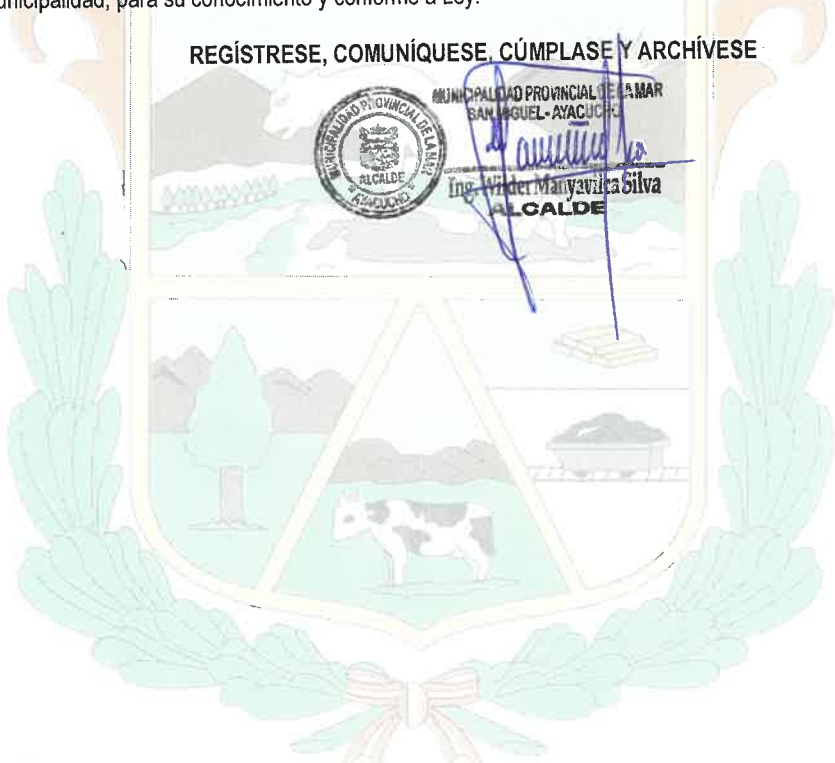 unicipalidad, para su conocimiento y conforme a Ley.
REGÍSTRESE, COMUNÍQUESE, CÚMPLASE Y ARCHÍVESE
MUNICIPALIDAD PROVINCIAL DE LA MAR
ALCALDE
AYACUCHO
MUNICIPALIDAD PROVINCIAL DE LA MAR
SAN MIGUEL - AYACUCHO
Ing. Wilder Manyavilca Silva
ALCALDE